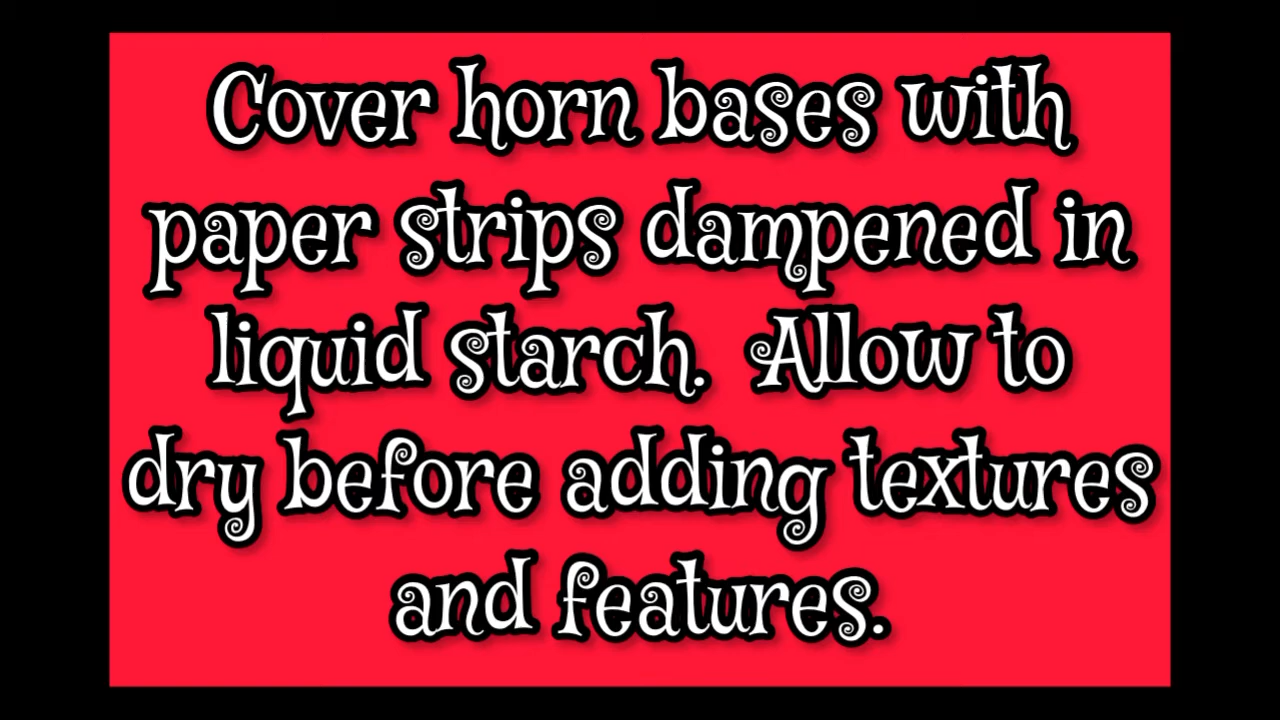 Cover horn bases with
paper strips dampened in
liquid starch.  Allow to
dry before adding textures
and features.